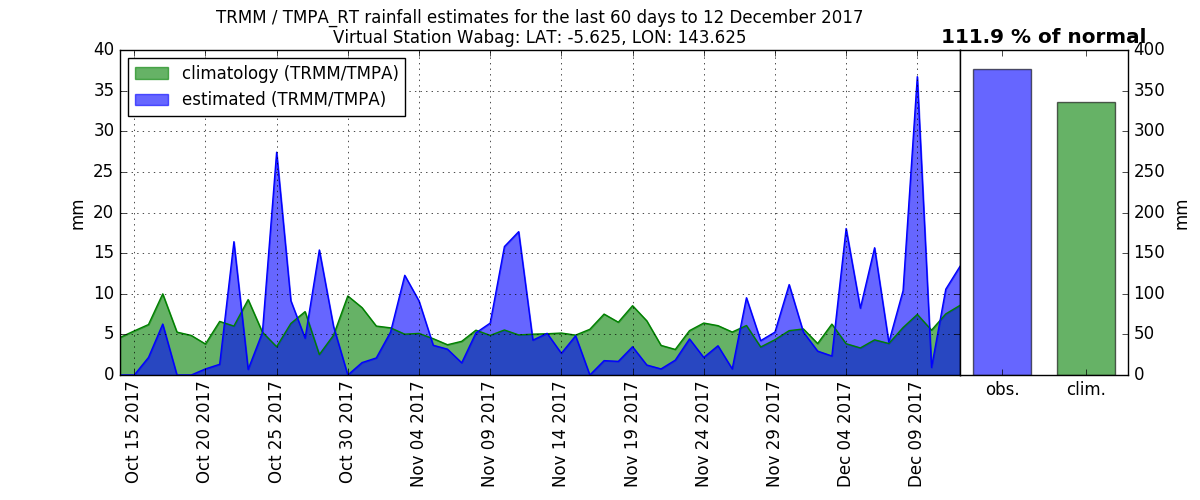 TRMM / TMPA_RT rainfall estimates for the last 60 days to 12 December 2017
Virtual Station Wabag: LAT: -5.625, LON: 143.625
111.9 % of normal
climatology (TRMM/TMPA)
estimated (TRMM/TMPA)
40
35
30
25
20
15
10
5
0
mm
400
350
300
250
200
150
100
50
0
mm
Oct 15 2017
Oct 20 2017
Oct 25 2017
Oct 30 2017
Nov 04 2017
Nov 09 2017
Nov 14 2017
Nov 19 2017
Nov 24 2017
Nov 29 2017
Dec 04 2017
Dec 09 2017
obs.
clim.